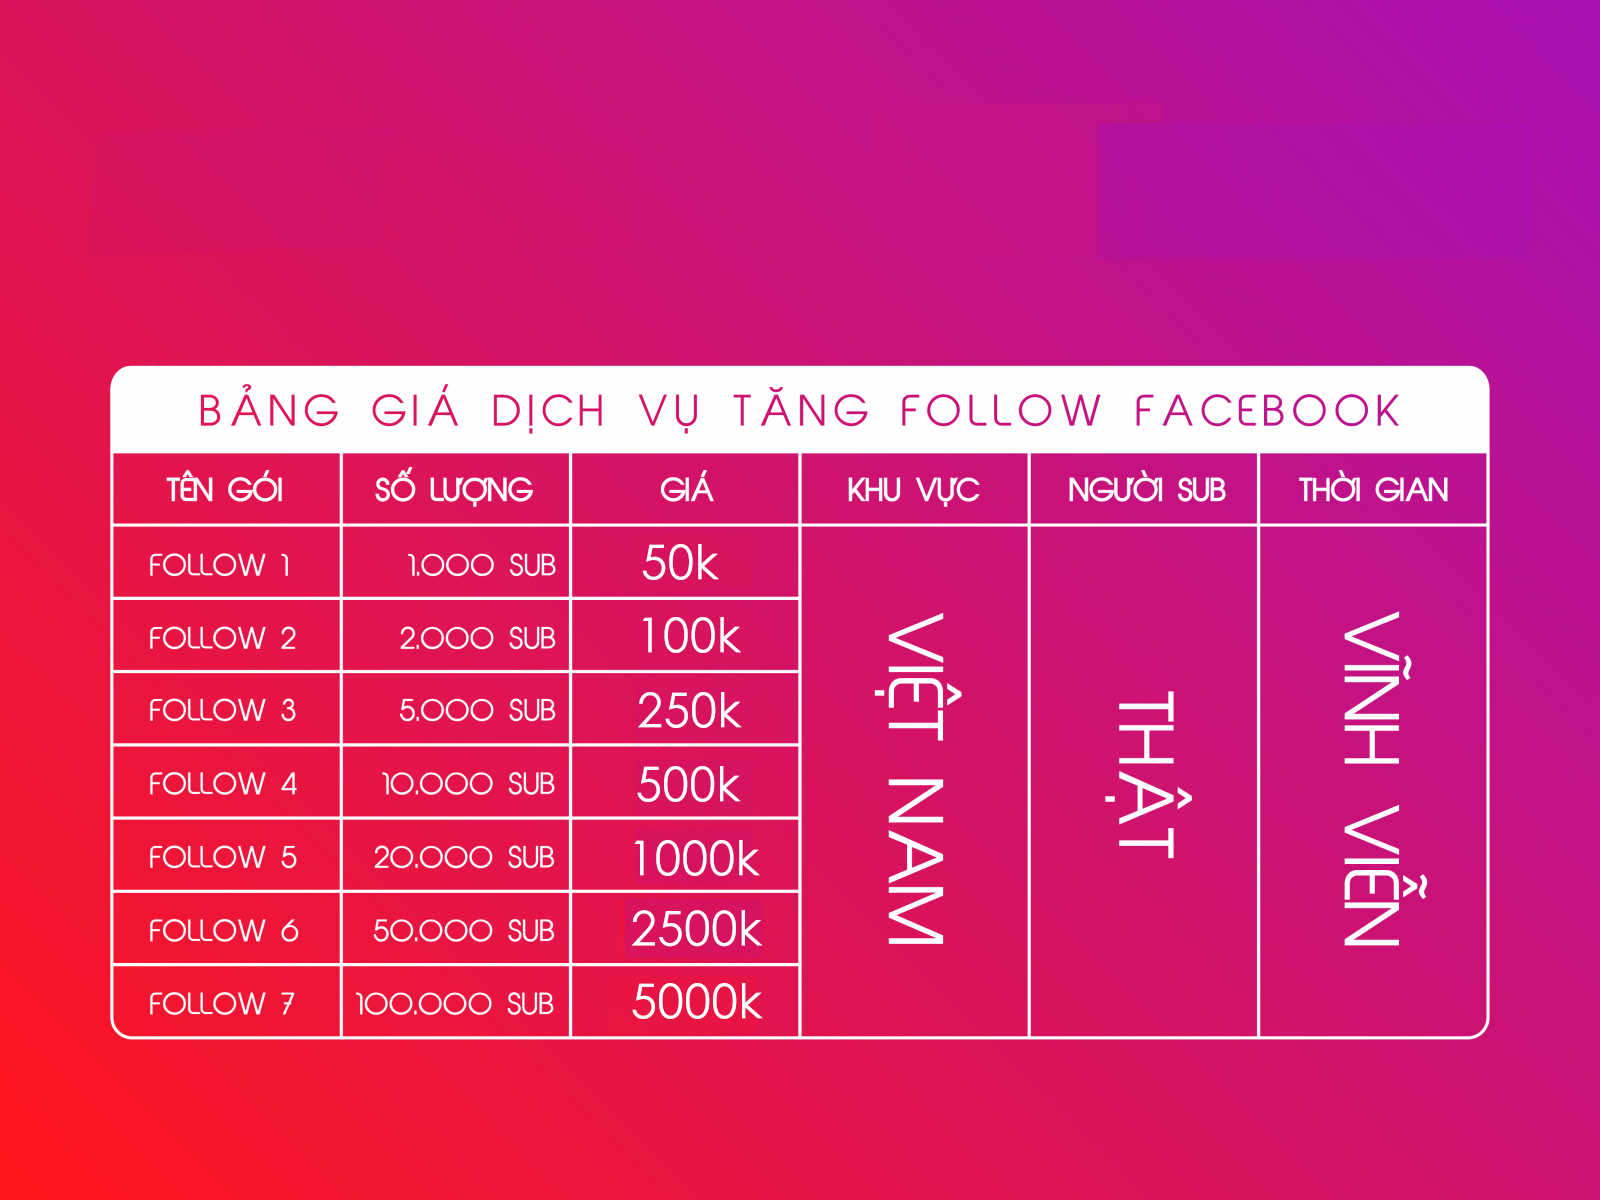 BẢNG GIÁ DỊCH VỤ TĂNG FOLLOW FACEBOOK
TÊN GÓI SỐ LƯỢNG GIÁ KHU VỰC NGƯỜI SUB THỜI GIAN
FOLLOW 1 1.000 SUB 50k
FOLLOW 2 2.000 SUB 100k
FOLLOW 3 5.000 SUB 250k
FOLLOW 4 10.000 SUB 500k
FOLLOW 5 20.000 SUB 1000k
FOLLOW 6 50.000 SUB 2500k
FOLLOW 7 100.000 SUB 5000k
VIỆT NAM
THẬT
VĨNH VIỄN